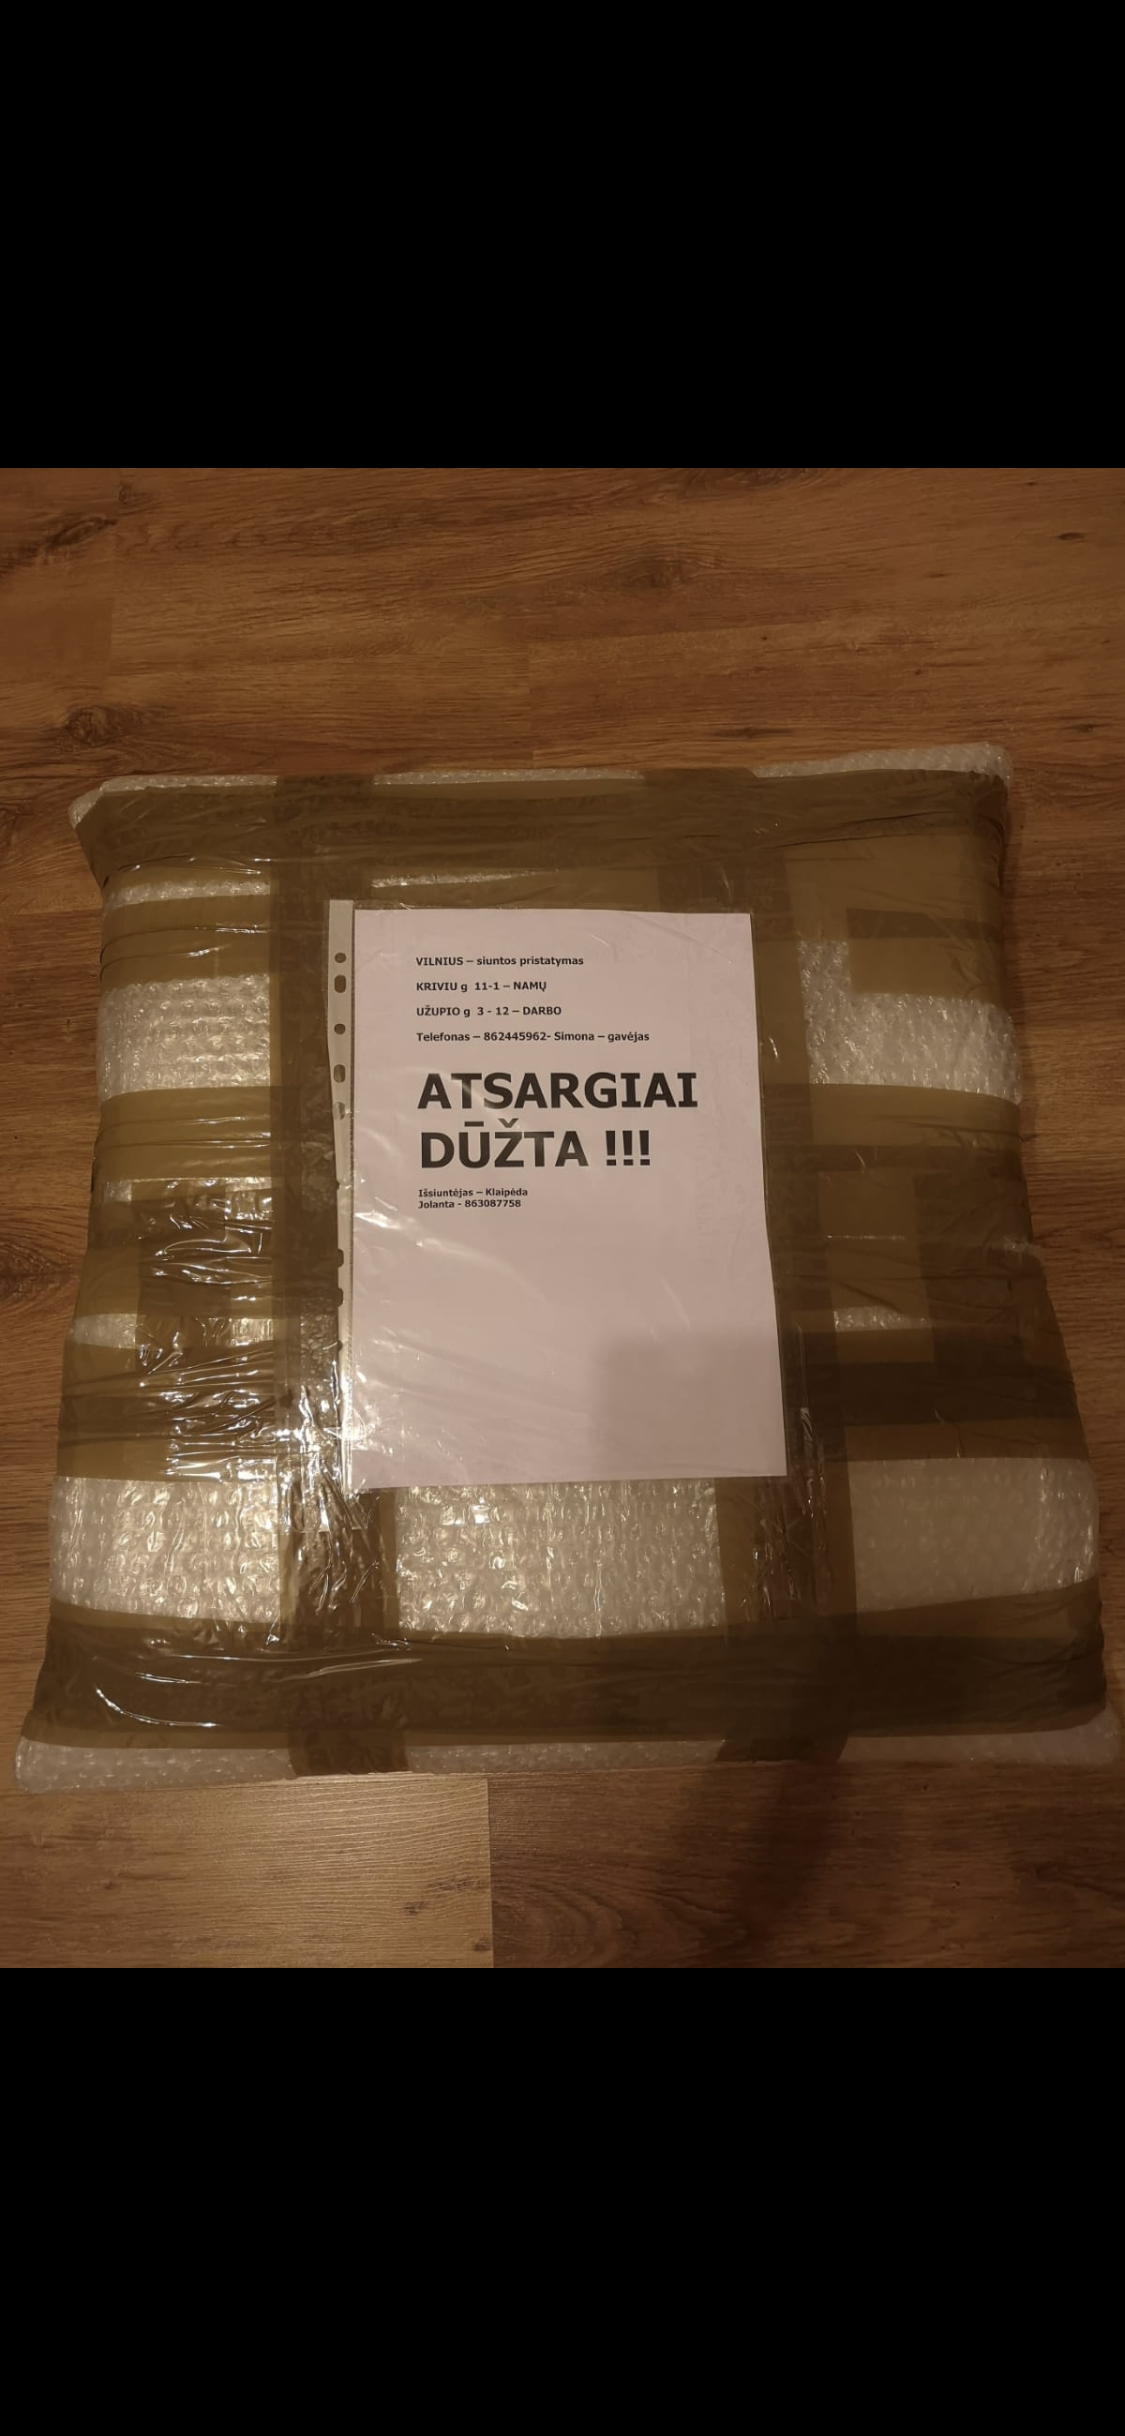 VILNIUS – siuntos pristatymas
KRIVIU g 11-1 – NAMŲ
UŽUPIO g 3 - 12 – DARBO
Telefonas – 862445962- Simona – gavėjas
ATSARGIAI
DŪŽTA !!!
Išsiuntėjas – Klaipėda
Jolanta - 863087758